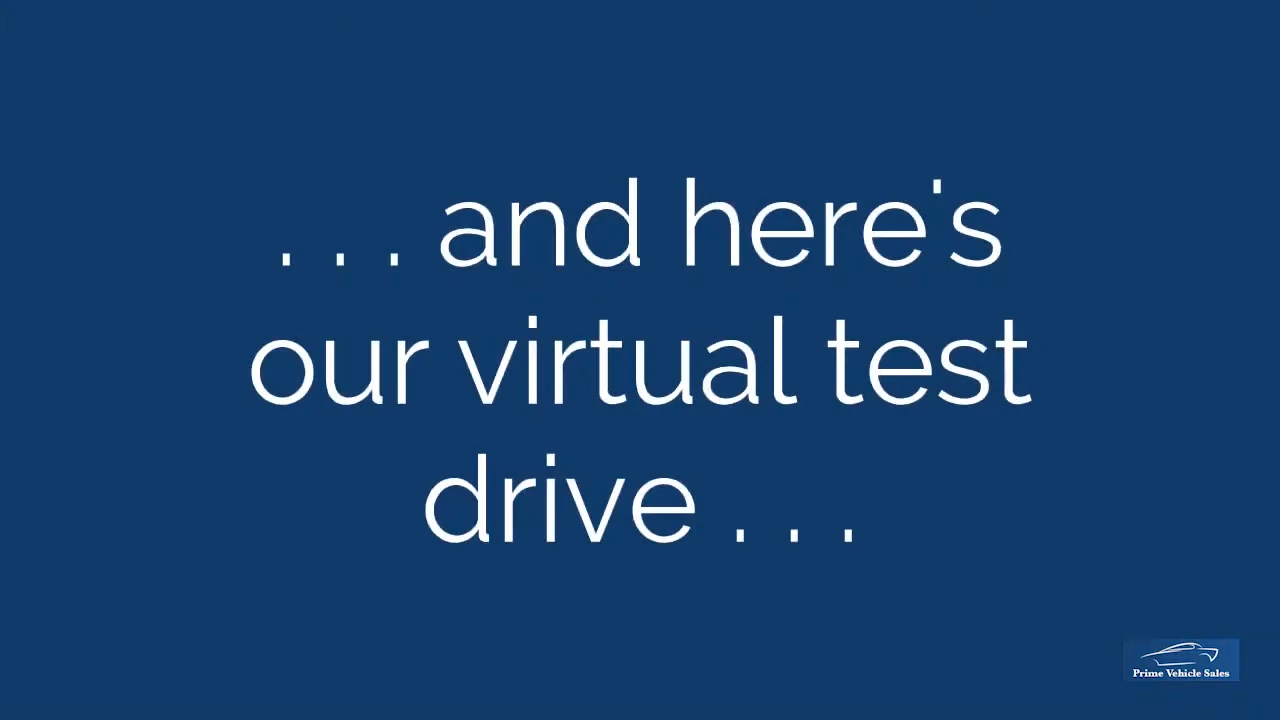 . . . and here's
our virtual test
drive . . .
Prime Vehicle Sales